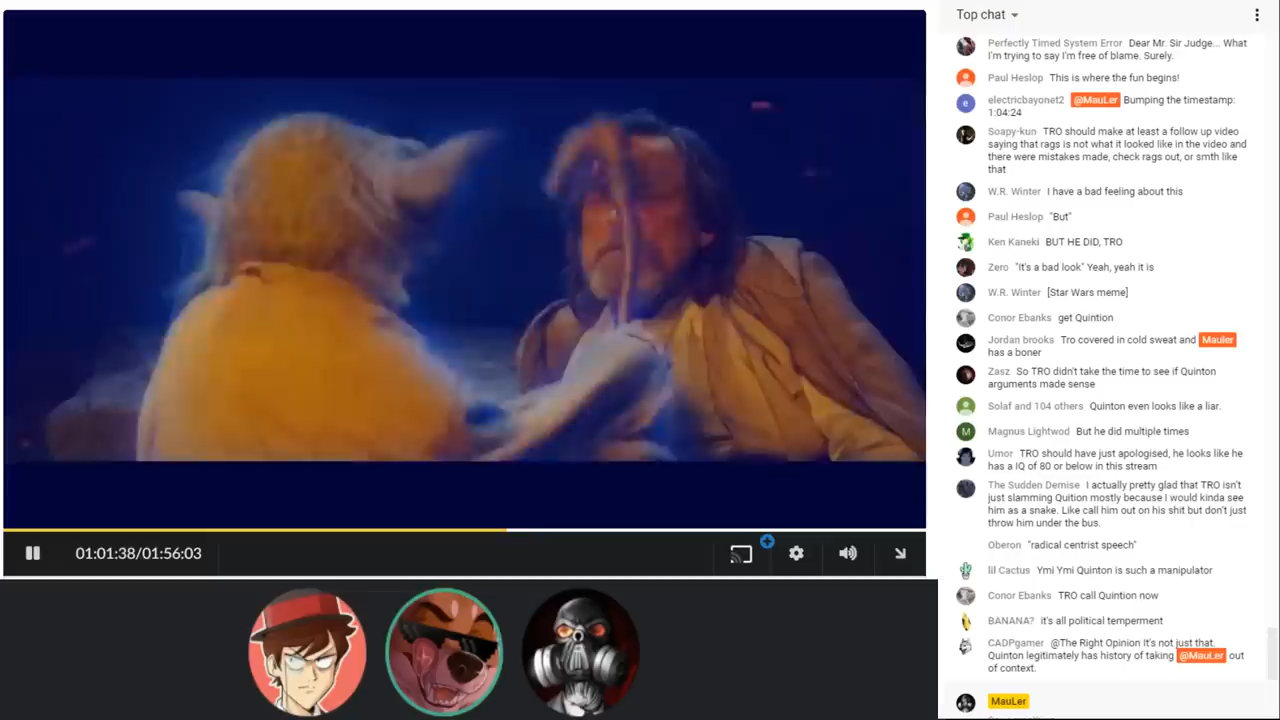 Top chat
Perfectly Timed System Error Dear Mr. Sir Judge... What
I'm trying to say I'm free of blame. Surely.
Paul Heslop This is where the fun begins!
e
electricbayonet2 @MauLer Bumping the timestamp:
1:04:24
Soapy-kun TRO should make at least a follow up video
saying that rags is not what it looked like in the video and
there were mistakes made, check rags out, or smth like
that
W.R. Winter I have a bad feeling about this
Paul Heslop "But"
Ken Kaneki BUT HE DID, TRO
Zero "It's a bad look" Yeah, yeah it is
W.R. Winter [Star Wars meme]
Conor Ebanks get Quintion
Jordan brooks Tro covered in cold sweat and Mauler
has a boner
Zasz So TRO didn't take the time to see if Quinton
arguments made sense
Solaf and 104 others Quinton even looks like a liar.
M
Magnus Lightwod But he did multiple times
Umor TRO should have just apologised, he looks like he
has a IQ of 80 or below in this stream
The Sudden Demise I actually pretty glad that TRO isn't
just slamming Quition mostly because I would kinda see
him as a snake. Like call him out on his shit but don't just
throw him under the bus.
Oberon "radical centrist speech"
lil Cactus Ymi Ymi Quinton is such a manipulator
Conor Ebanks TRO call Quintion now
BANANA? it's all political temperment
CADPgamer @The Right Opinion It's not just that.
Quinton legitimately has history of taking @MauLer out
of context.
MauLer
01:01:38/01:56:03